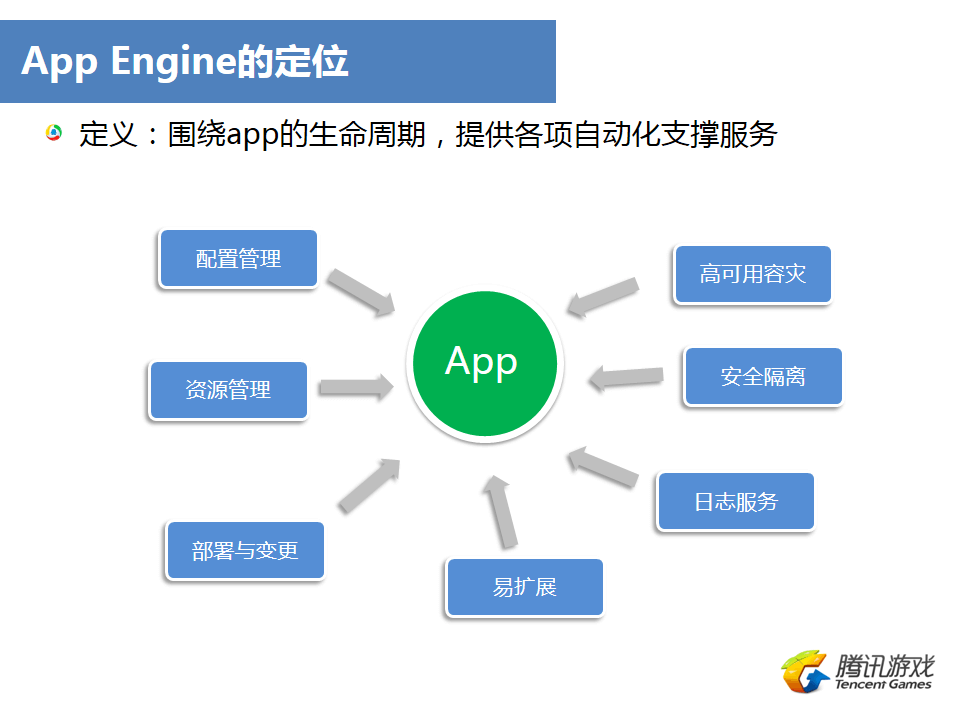 App Engine的定位
定义：围绕app的生命周期，提供各项自动化支撑服务
配置管理
高可用容灾
App
安全隔离
资源管理
日志服务
部署与变更
易扩展
腾讯游戏
Tencent Games